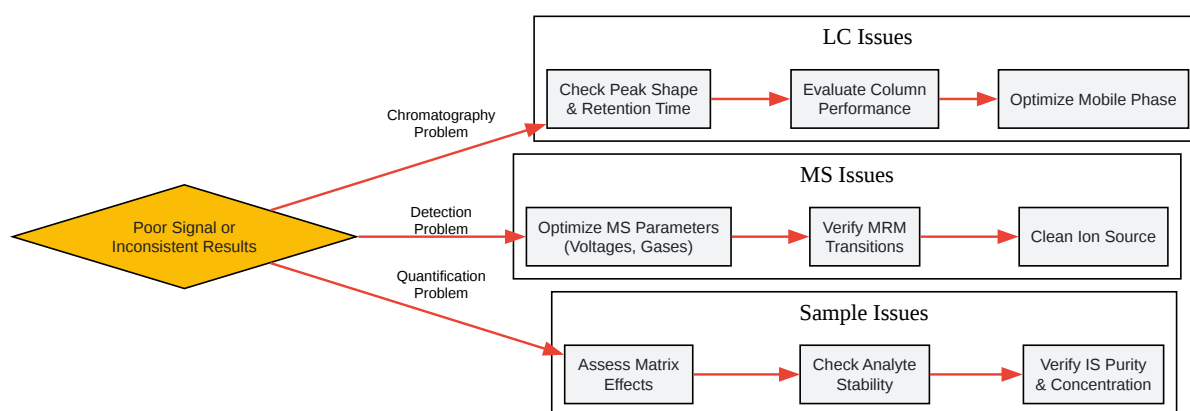 LC Issues
Check Peak Shape
& Retention Time
Evaluate Column
Performance
Optimize Mobile Phase
Chromatography
Problem
MS Issues
Poor Signal or
Inconsistent Results
Detection
Problem
Optimize MS Parameters
(Voltages, Gases)
Verify MRM
Transitions
Clean Ion Source
Quantification
Problem
Sample Issues
Assess Matrix
Effects
Check Analyte
Stability
Verify IS Purity
& Concentration